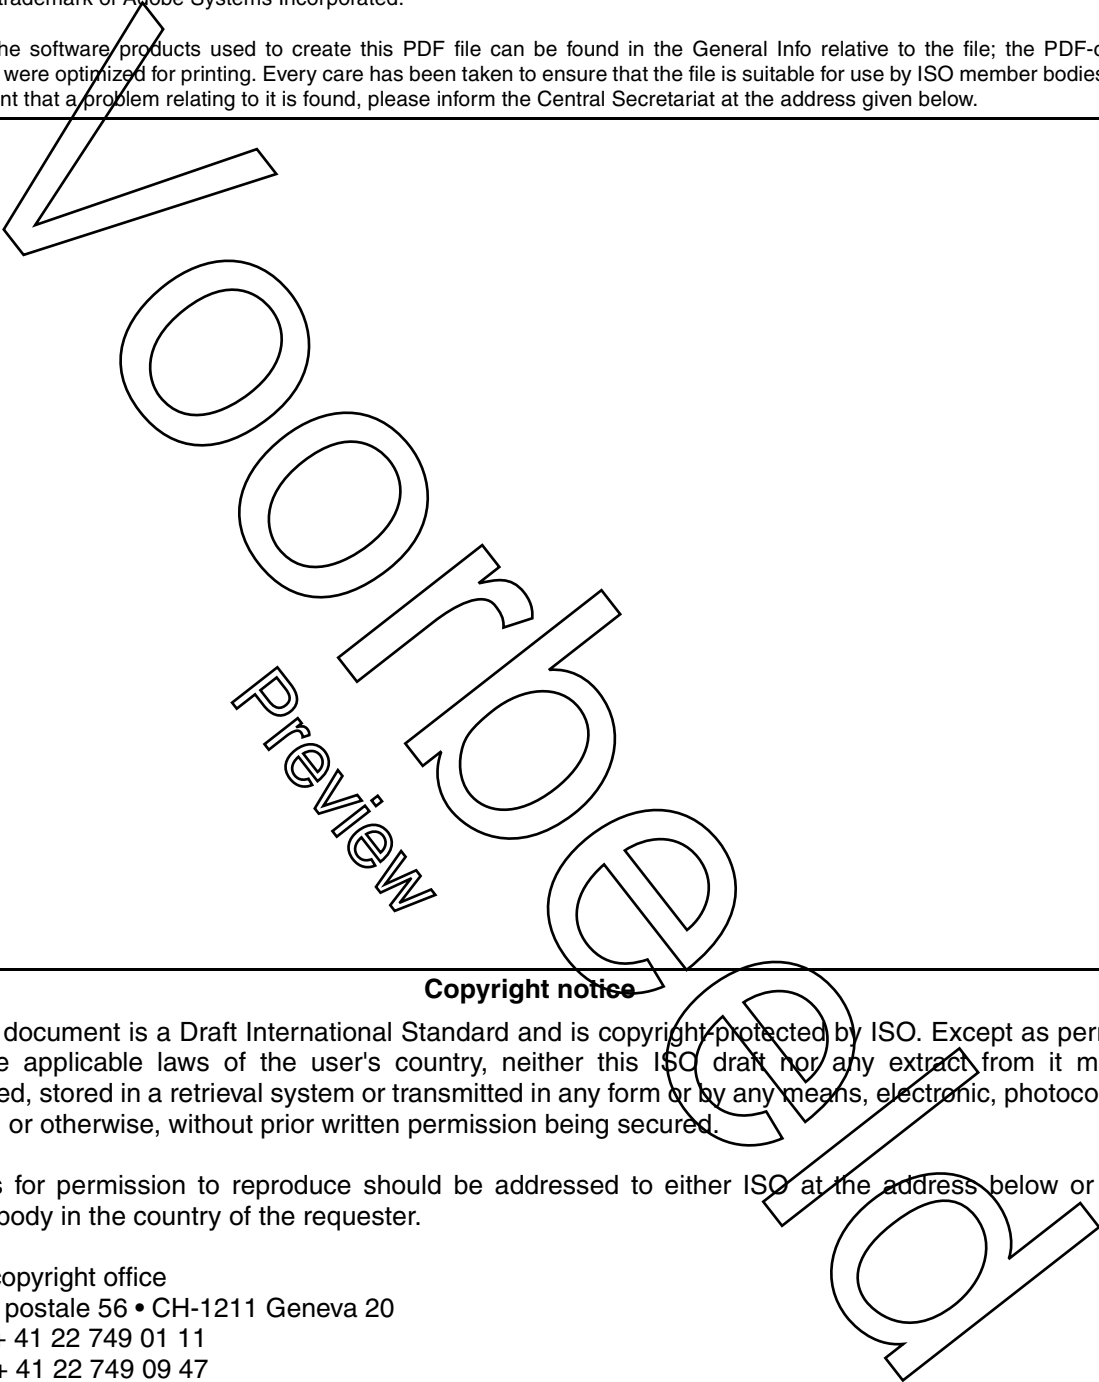 trademark of Adobe Systems Incorporated.
he software products used to create this PDF file can be found in the General Info relative to the file; the PDF-c
were optimized for printing. Every care has been taken to ensure that the file is suitable for use by ISO member bodies
nt that a problem relating to it is found, please inform the Central Secretariat at the address given below.
Voorbeeld
Preview
Copyright notice
document is a Draft International Standard and is copyright-protected by ISO. Except as perm
e applicable laws of the user's country, neither this ISO draft nor any extract from it m
ed, stored in a retrieval system or transmitted in any form or by any means, electronic, photoco
or otherwise, without prior written permission being secured.
s for permission to reproduce should be addressed to either ISO at the address below or
body in the country of the requester.
copyright office
postale 56 • CH-1211 Geneva 20
+ 41 22 749 01 11
+ 41 22 749 09 47